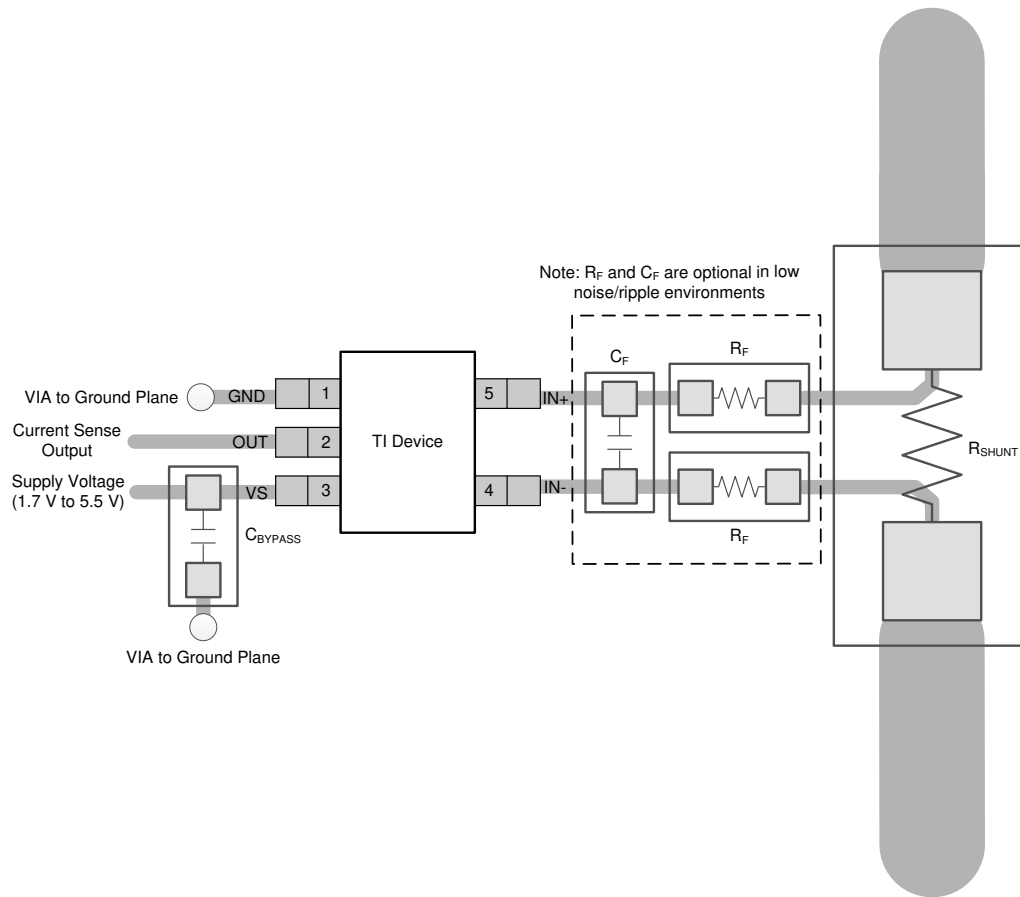 Note: RF and CF are optional in low
noise/ripple environments
CF
RF
VIA to Ground Plane
GND
1
5
IN+
Current Sense
Output
OUT
2
TI Device
RSHUNT
Supply Voltage
(1.7 V to 5.5 V)
VS
3
4
IN-
CBYPASS
RF
VIA to Ground Plane